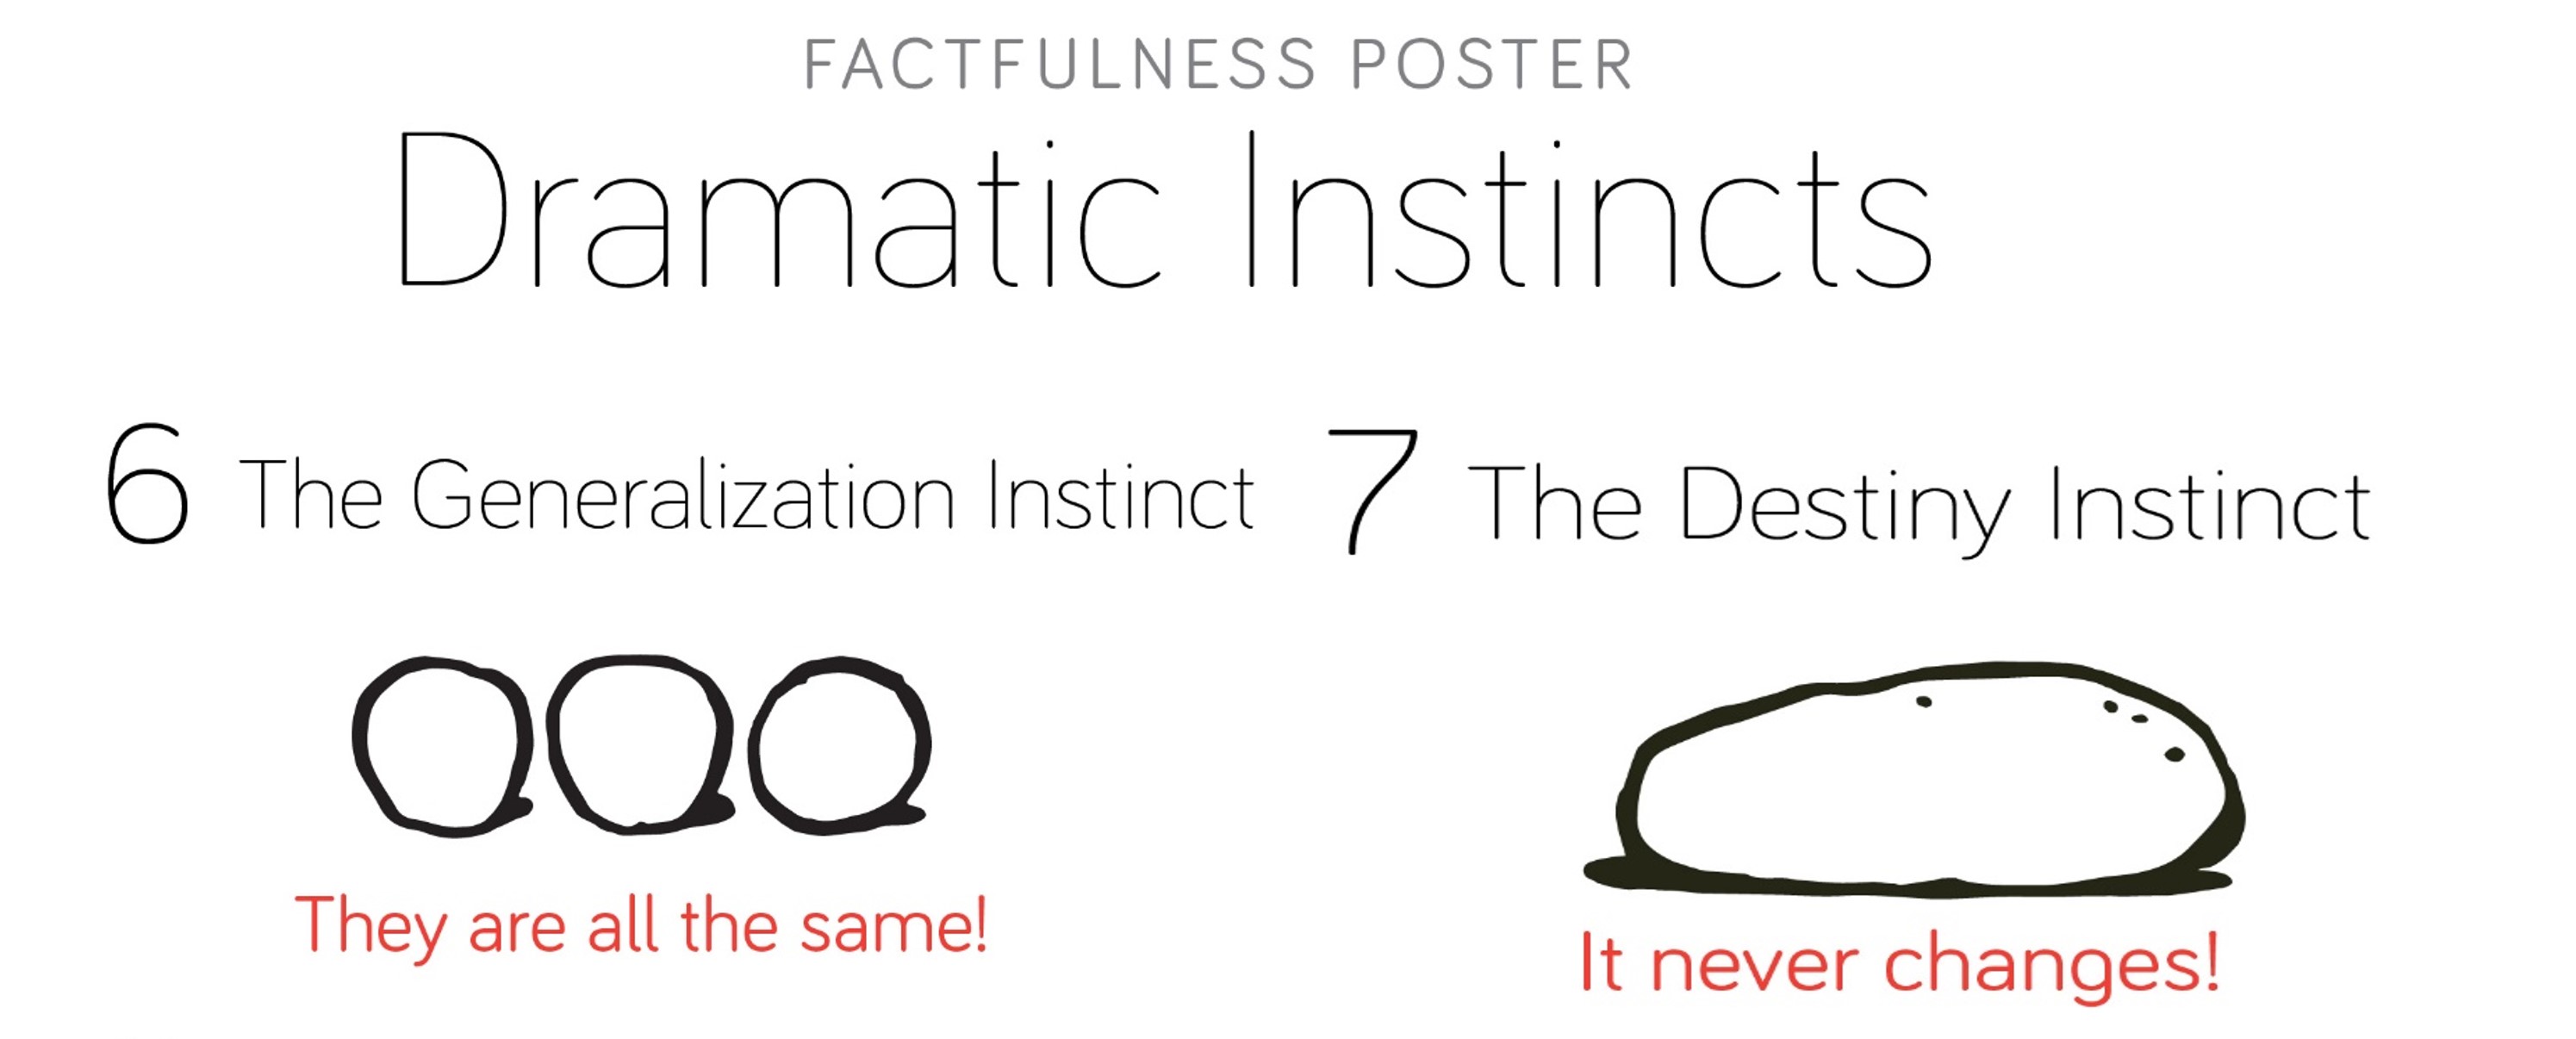 FACTFULNESS POSTER
Dramatic Instincts
6 The Generalization Instinct
7 The Destiny Instinct
They are all the same!
It never changes!